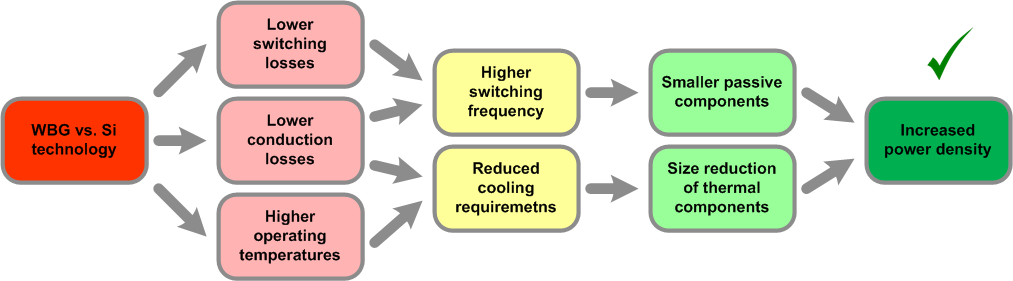 WBG vs. Si
technology
Lower
switching
losses
Lower
conduction
losses
Higher
operating
temperatures
Higher
switching
frequency
Reduced
cooling
requiremetns
Smaller passive
components
Size reduction
of thermal
components
Increased
power density